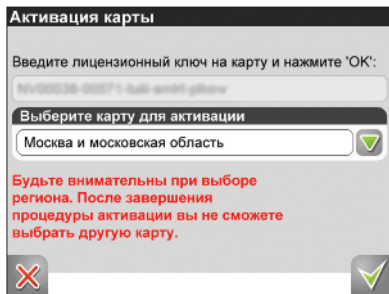 Активация карты
Введите лицензионный ключ на карту и нажмите 'OK':
Выберите карту для активации
Москва и московская область
Будьте внимательны при выборе
региона. После завершения
процедуры активации вы не сможете
выбрать другую карту.